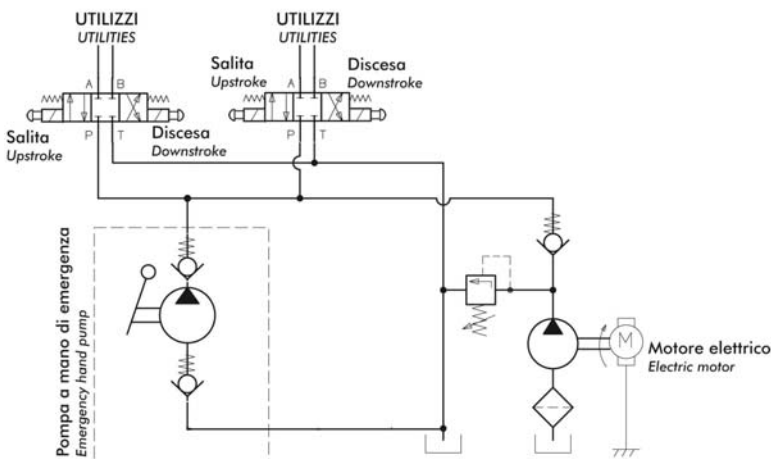 UTILIZZI
UTILITIES
UTILIZZI
UTILITIES
A B
Salita
Upstroke
A B
Discesa
Downstroke
P T
Salita
Upstroke
Discesa
Downstroke
P T
Pompa a mano di emergenza
Emergency hand pump
M
Motore elettrico
Electric motor